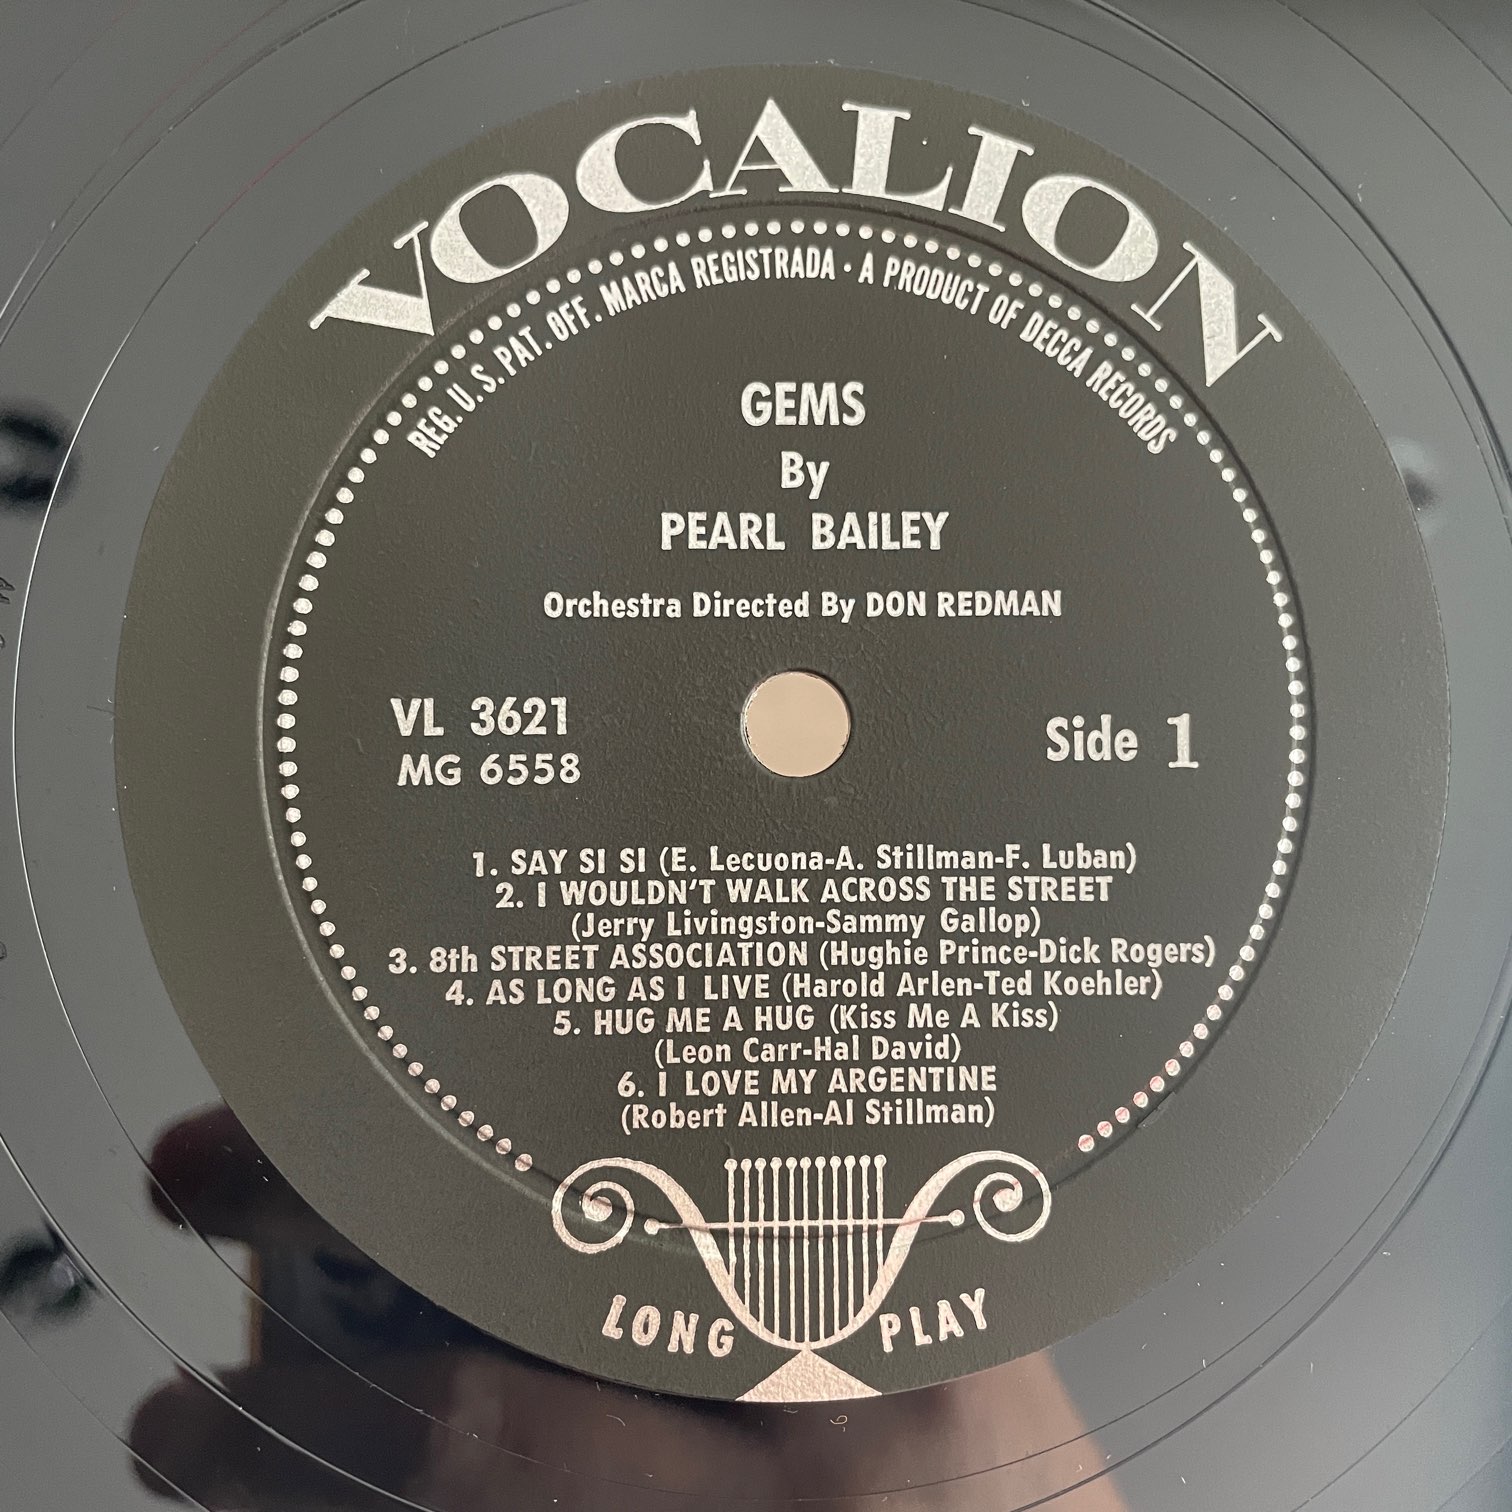 VOCALION
REG. U.S. PAT. OFF. MARCA REGISTRADA · A PRODUCT OF DECCA RECORDS
GEMS
By
PEARL BAILEY
Orchestra Directed By DON REDMAN
VL 3621
MG 6558
Side 1
1. SAY SI SI (E. Lecuona-A. Stillman-F. Luban)
2. I WOULDN'T WALK ACROSS THE STREET
(Jerry Livingston-Sammy Gallop)
3. 8th STREET ASSOCIATION (Hughie Prince-Dick Rogers)
4. AS LONG AS I LIVE (Harold Arlen-Ted Koehler)
5. HUG ME A HUG (Kiss Me A Kiss)
(Leon Carr-Hal David)
6. I LOVE MY ARGENTINE
(Robert Allen-Al Stillman)
LONG PLAY